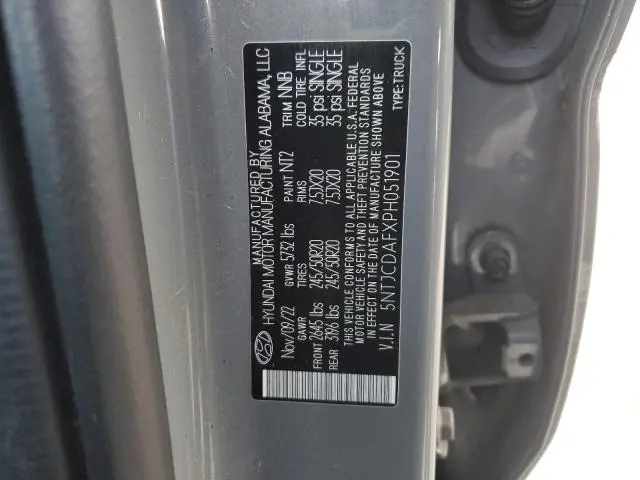 MANUFACTURED BY
HYUNDAI MOTOR MANUFACTURING ALABAMA, LLC
Nov/09/22 GVWR 5732 lbs PAINT NT2 TRIM NNB
GAWR TIRES RIMS COLD TIRE INFL
FRONT 2645 lbs 245/50R20 7.5JX20 35 psi SINGLE
REAR 3196 lbs 245/50R20 7.5JX20 35 psi SINGLE
THIS VEHICLE CONFORMS TO ALL APPLICABLE U.S.A. FEDERAL
MOTOR VEHICLE SAFETY AND THEFT PREVENTION STANDARDS
IN EFFECT ON THE DATE OF MANUFACTURE SHOWN ABOVE
V.I.N 5NTJCDAFXPH051901 TYPE:TRUCK